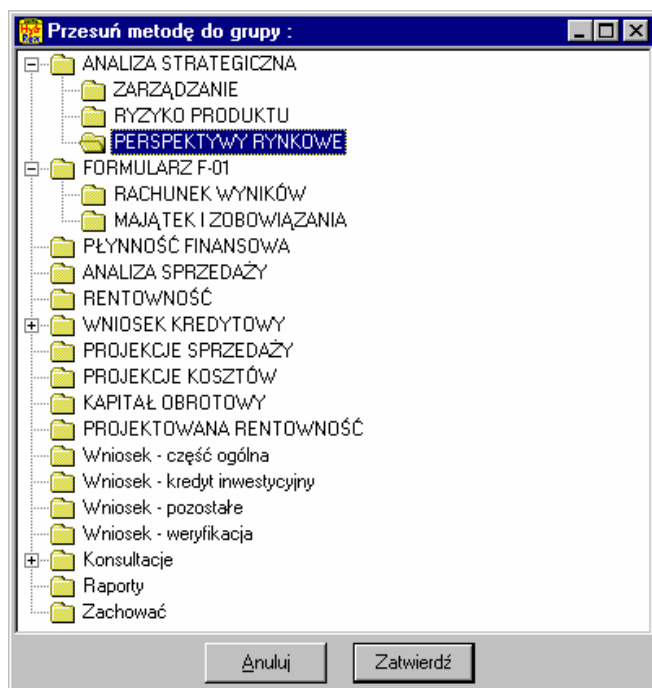 Przesuń metodę do grupy :
ANALIZA STRATEGICZNA
ZARZĄDZANIE
RYZYKO PRODUKTU
PERSPEKTYWY RYNKOWE
FORMULARZ F-01
RACHUNEK WYNIKÓW
MAJĄTEK I ZOBOWIĄZANIA
PŁYNNOŚĆ FINANSOWA
ANALIZA SPRZEDAŻY
RENTOWNOŚĆ
WNIOSEK KREDYTOWY
PROJEKCJE SPRZEDAŻY
PROJEKCJE KOSZTÓW
KAPITAŁ OBROTOWY
PROJEKTOWANA RENTOWNOŚĆ
Wniosek - część ogólna
Wniosek - kredyt inwestycyjny
Wniosek - pozostałe
Wniosek - weryfikacja
Konsultacje
Raporty
Zachować
Anuluj Zatwierdź